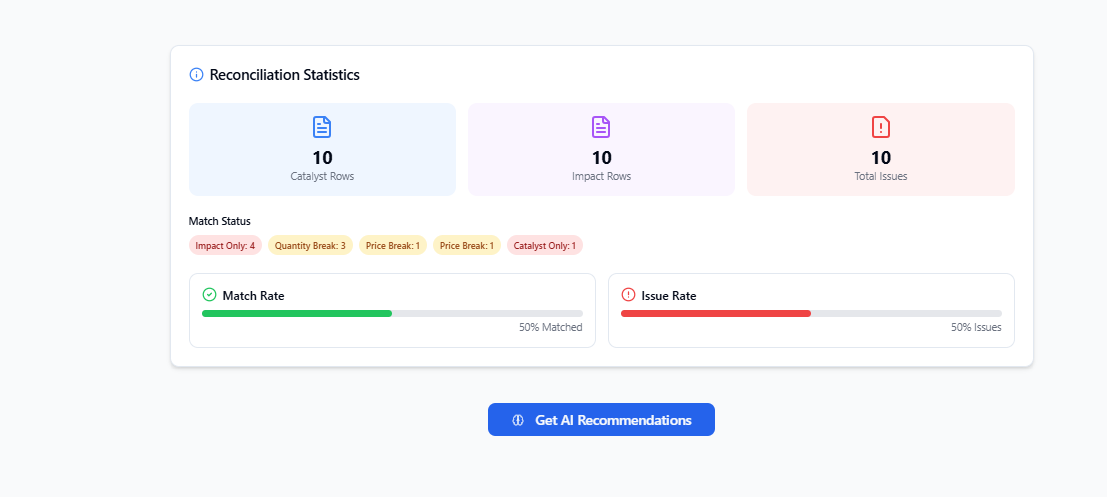 Reconciliation Statistics
10
Catalyst Rows
10
Impact Rows
10
Total Issues
Match Status
Impact Only: 4
Quantity Break: 3
Price Break: 1
Price Break: 1
Catalyst Only: 1
Match Rate
50% Matched
Issue Rate
50% Issues
Get AI Recommendations